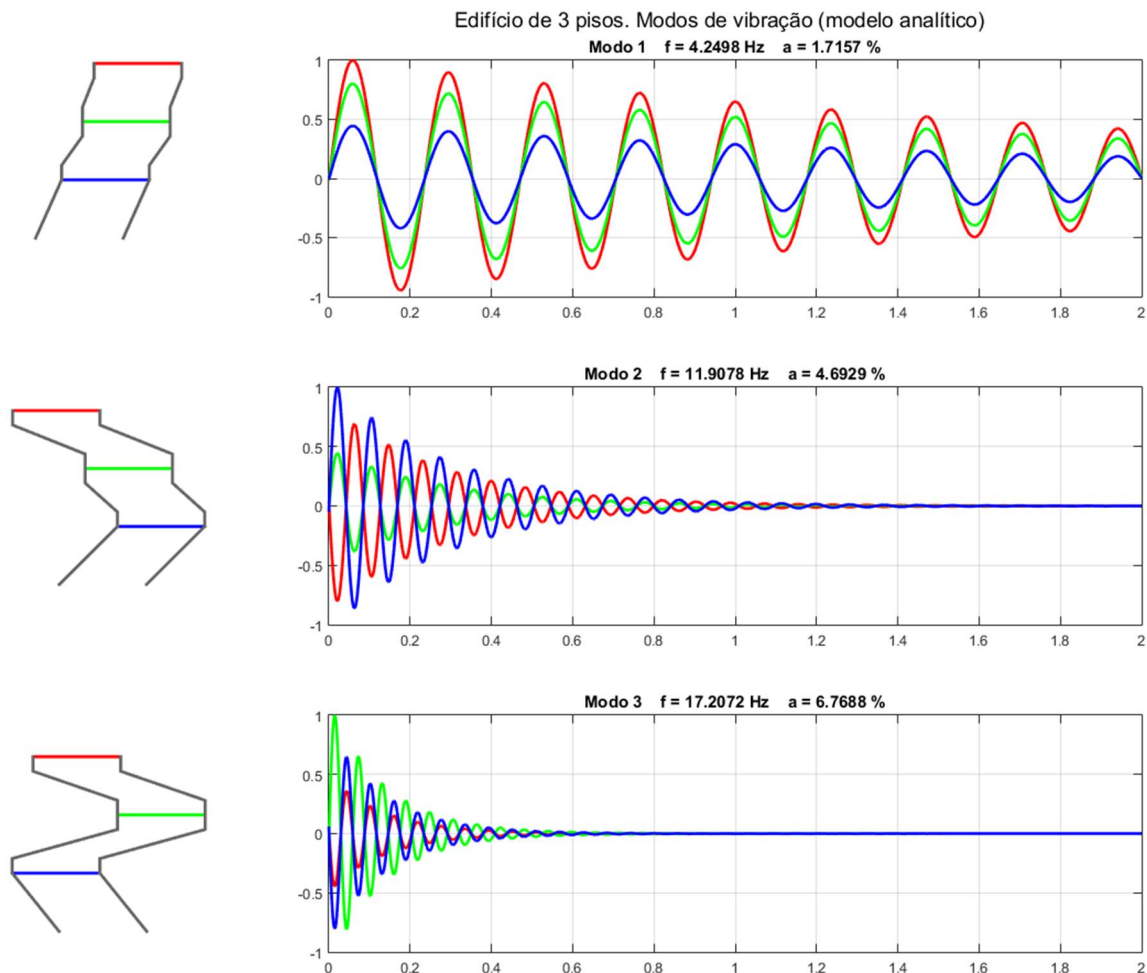 Edifício de 3 pisos. Modos de vibração (modelo analítico)
Modo 1 f = 4.2498 Hz a = 1.7157 %
1
0.5
0
-0.5
-1
0 0.2 0.4 0.6 0.8 1 1.2 1.4 1.6 1.8 2
Modo 2 f = 11.9078 Hz a = 4.6929 %
1
0.5
0
-0.5
-1
0 0.2 0.4 0.6 0.8 1 1.2 1.4 1.6 1.8 2
Modo 3 f = 17.2072 Hz a = 6.7688 %
1
0.5
0
-0.5
-1
0 0.2 0.4 0.6 0.8 1 1.2 1.4 1.6 1.8 2